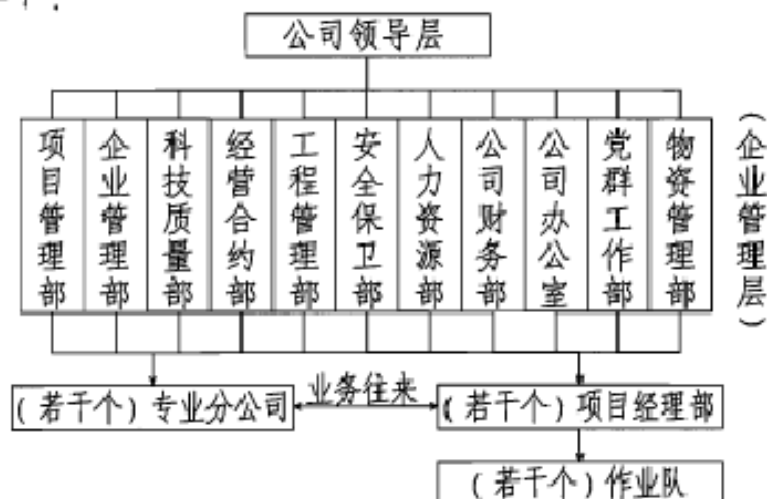 公司领导层
项目管理部
企业管理部
科技质量部
经营合约部
工程管理部
安全保卫部
人力资源部
公司财务部
公司办公室
党群工作部
物资管理部
（企业管理层）
（若干个）专业分公司
业务往来
（若干个）项目经理部
（若干个）作业队